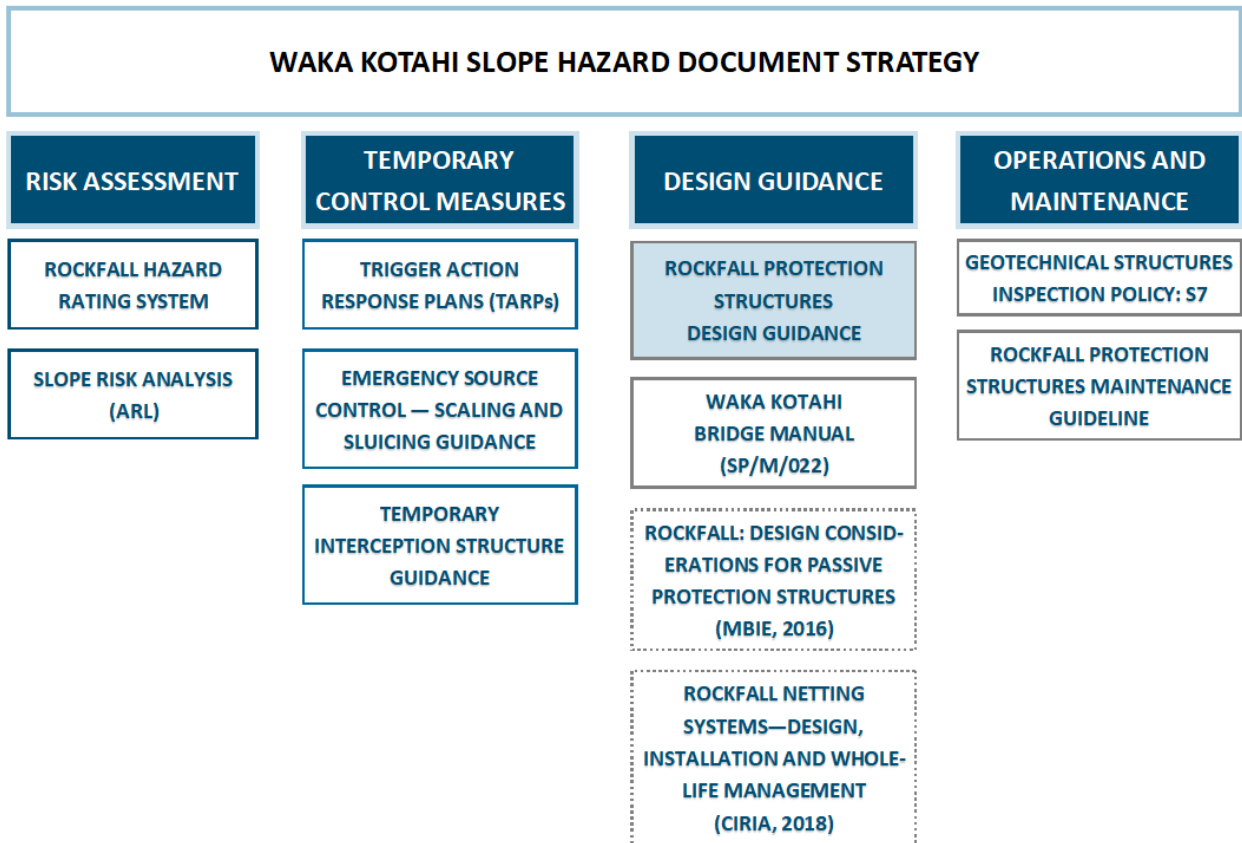 WAKA KOTAHI SLOPE HAZARD DOCUMENT STRATEGY
RISK ASSESSMENT
ROCKFALL HAZARD
RATING SYSTEM
SLOPE RISK ANALYSIS
(ARL)
TEMPORARY
CONTROL MEASURES
TRIGGER ACTION
RESPONSE PLANS (TARPs)
EMERGENCY SOURCE
CONTROL — SCALING AND
SLUICING GUIDANCE
TEMPORARY
INTERCEPTION STRUCTURE
GUIDANCE
DESIGN GUIDANCE
ROCKFALL PROTECTION
STRUCTURES
DESIGN GUIDANCE
WAKA KOTAHI
BRIDGE MANUAL
(SP/M/022)
ROCKFALL: DESIGN CONSID-
ERATIONS FOR PASSIVE
PROTECTION STRUCTURES
(MBIE, 2016)
ROCKFALL NETTING
SYSTEMS—DESIGN,
INSTALLATION AND WHOLE-
LIFE MANAGEMENT
(CIRIA, 2018)
OPERATIONS AND
MAINTENANCE
GEOTECHNICAL STRUCTURES
INSPECTION POLICY: S7
ROCKFALL PROTECTION
STRUCTURES MAINTENANCE
GUIDELINE